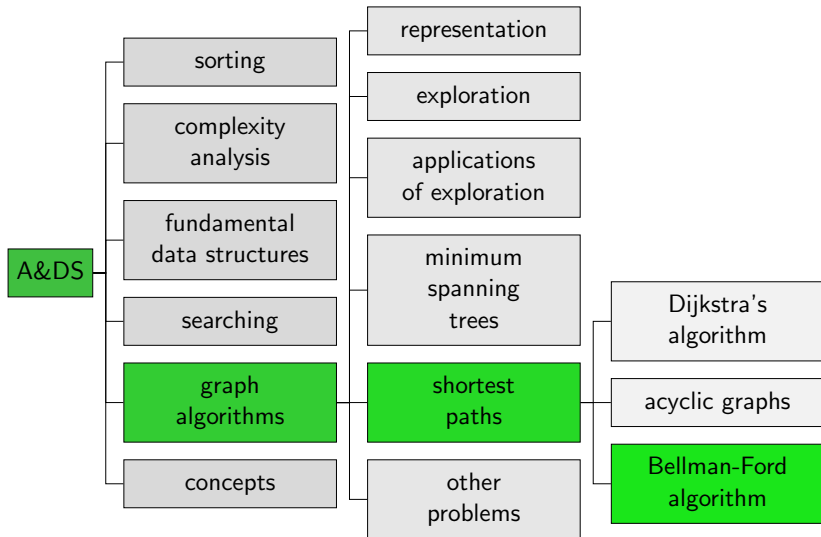 A&DS
sorting
complexity
analysis
fundamental
data structures
searching
graph
algorithms
concepts
representation
exploration
applications
of exploration
minimum
spanning
trees
shortest
paths
other
problems
Dijkstra's
algorithm
acyclic graphs
Bellman-Ford
algorithm